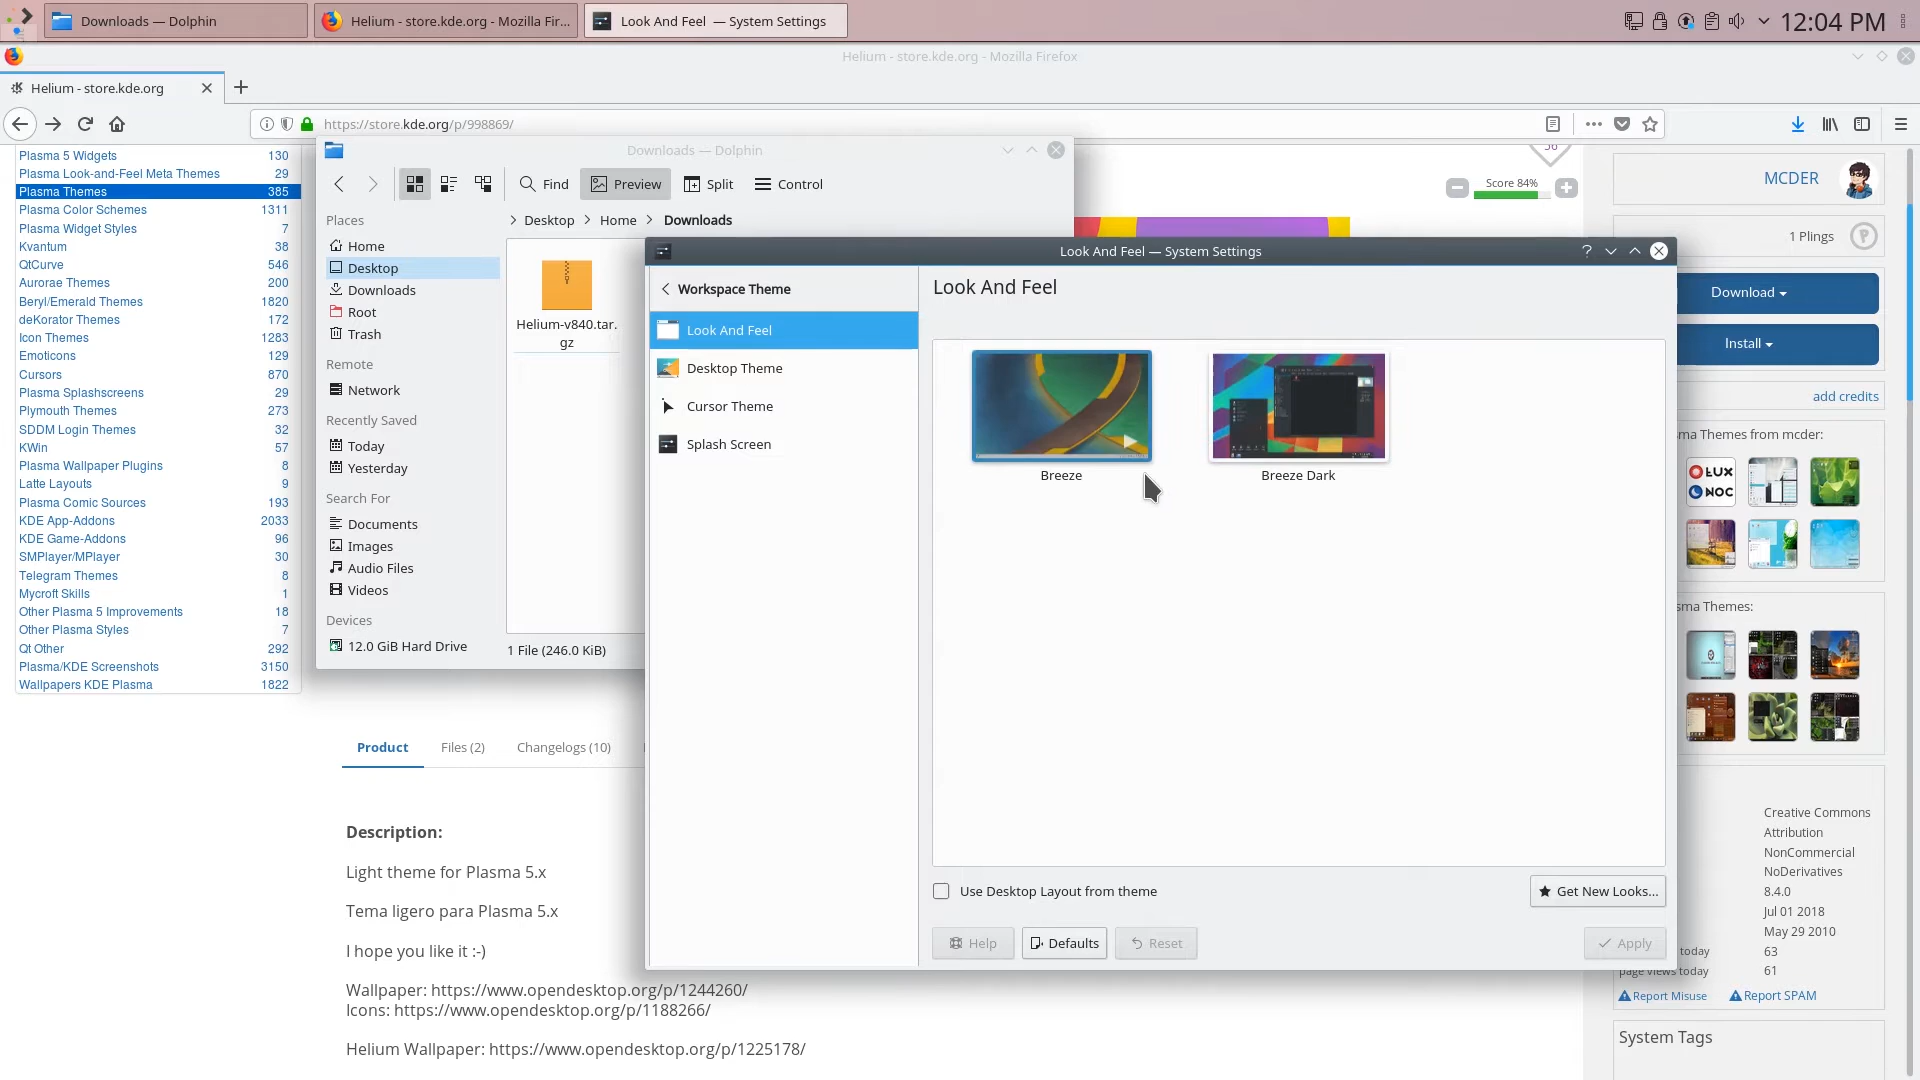 Downloads — Dolphin
Helium - store.kde.org - Mozilla Fir...
Look And Feel — System Settings
12:04 PM
Helium - store.kde.org - Mozilla Firefox
Helium - store.kde.org
https://store.kde.org/p/998869/
Plasma 5 Widgets 130
Plasma Look-and-Feel Meta Themes 29
Plasma Themes 385
Plasma Color Schemes 1311
Plasma Widget Styles 7
Kvantum 38
QtCurve 546
Aurorae Themes 200
Beryl/Emerald Themes 1820
deKorator Themes 172
Icon Themes 1283
Emoticons 129
Cursors 870
Plasma Splashscreens 29
Plymouth Themes 273
SDDM Login Themes 32
KWin 57
Plasma Wallpaper Plugins 8
Latte Layouts 9
Plasma Comic Sources 193
KDE App-Addons 2033
KDE Game-Addons 96
SMPlayer/MPlayer 30
Telegram Themes 8
Mycroft Skills 1
Other Plasma 5 Improvements 18
Other Plasma Styles 7
Qt Other 292
Plasma/KDE Screenshots 3150
Wallpapers KDE Plasma 1822
Downloads — Dolphin
Find
Preview
Split
Control
Places
Home
Desktop
Downloads
Root
Trash
Remote
Network
Recently Saved
Today
Yesterday
Search For
Documents
Images
Audio Files
Videos
Devices
12.0 GiB Hard Drive
Desktop
Home
Downloads
Helium-v840.tar.
gz
1 File (246.0 KiB)
Look And Feel — System Settings
Workspace Theme
Look And Feel
Desktop Theme
Cursor Theme
Splash Screen
Look And Feel
Breeze
Breeze Dark
Use Desktop Layout from theme
Get New Looks...
Help
Defaults
Reset
Apply
Score 84%
MCDER
1 Plings
Download
Install
add credits
ma Themes from mcder:
LUX
NOC
sma Themes:
Creative Commons
Attribution
NonCommercial
NoDerivatives
8.4.0
Jul 01 2018
May 29 2010
today 63
page views today 61
Report Misuse
Report SPAM
System Tags
Product
Files (2)
Changelogs (10)
Description:
Light theme for Plasma 5.x
Tema ligero para Plasma 5.x
I hope you like it :-)
Wallpaper: https://www.opendesktop.org/p/1244260/
Icons: https://www.opendesktop.org/p/1188266/
Helium Wallpaper: https://www.opendesktop.org/p/1225178/